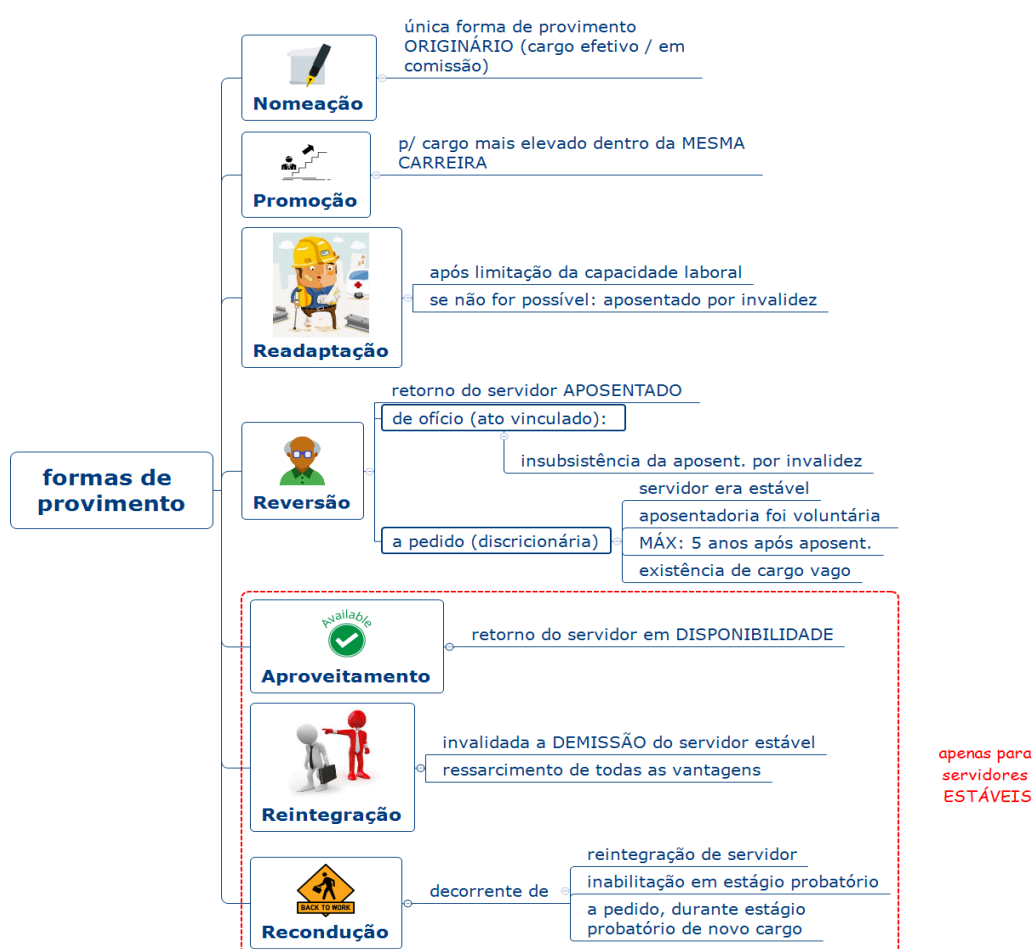 única forma de provimento
ORIGINÁRIO (cargo efetivo / em
comissão)
Nomeação
p/ cargo mais elevado dentro da MESMA
CARREIRA
Promoção
após limitação da capacidade laboral
se não for possível: aposentado por invalidez
Readaptação
retorno do servidor APOSENTADO
de ofício (ato vinculado):
insubsistência da aposent. por invalidez
formas de
provimento
Reversão
servidor era estável
aposentadoria foi voluntária
a pedido (discricionária)
MÁX: 5 anos após aposent.
existência de cargo vago
Available
retorno do servidor em DISPONIBILIDADE
Aproveitamento
invalidada a DEMISSÃO do servidor estável
ressarcimento de todas as vantagens
Reintegração
apenas para
servidores
ESTÁVEIS
reintegração de servidor
decorrente de
inabilitação em estágio probatório
BACK TO WORK
a pedido, durante estágio
probatório de novo cargo
Recondução